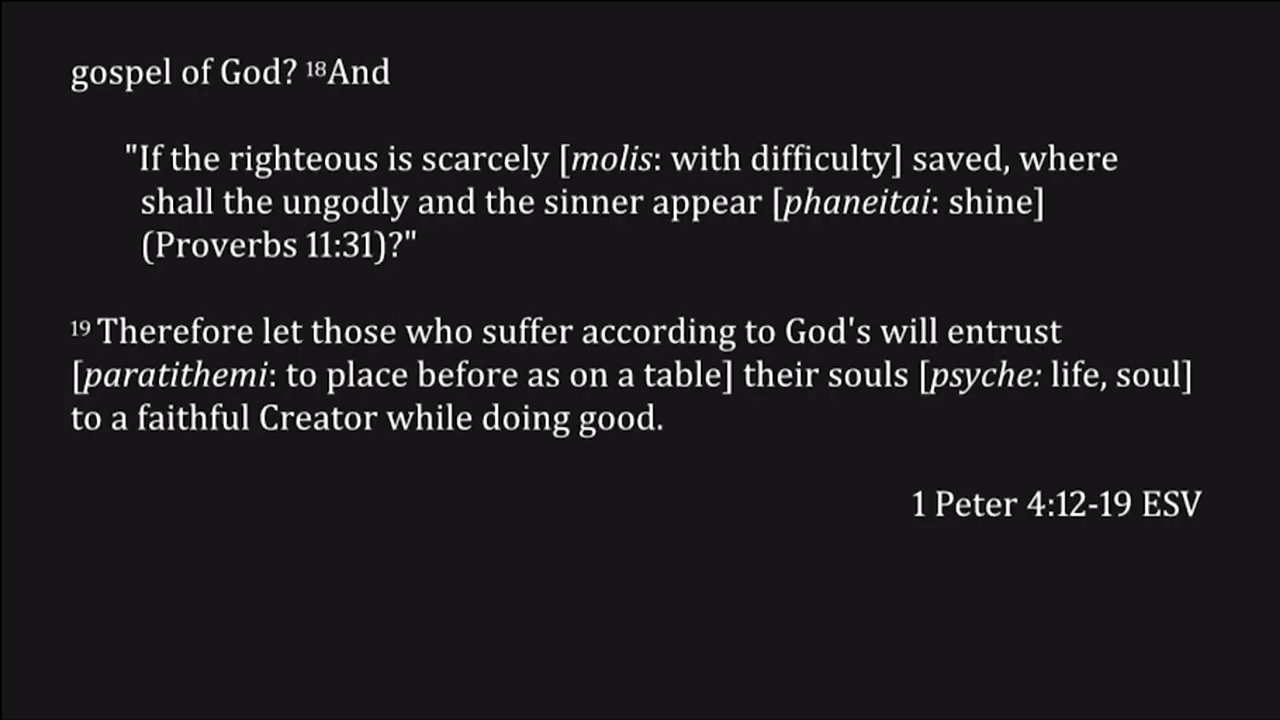 gospel of God? 18And
"If the righteous is scarcely [molis: with difficulty] saved, where
shall the ungodly and the sinner appear [phaneitai: shine]
(Proverbs 11:31)?"
19 Therefore let those who suffer according to God's will entrust
[paratithemi: to place before as on a table] their souls [psyche: life, soul]
to a faithful Creator while doing good.
1 Peter 4:12-19 ESV